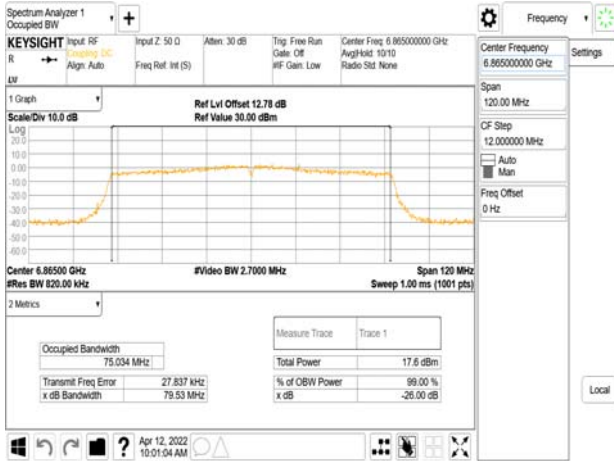 Spectrum Analyzer 1
Occupied BW
Frequency
KEYSIGHT
R
Input: RF
Coupling: DC
Align: Auto
Input Z: 50 Ω
Freq Ref: Int (S)
Atten: 30 dB
Trig: Free Run
Gate: Off
#IF Gain: Low
Center Freq: 6.865000000 GHz
Avg|Hold: 10/10
Radio Std: None
1 Graph
Scale/Div 10.0 dB
Ref Lvl Offset 12.78 dB
Ref Value 30.00 dBm
Log
20.0
10.0
0.00
-10.0
-20.0
-30.0
-40.0
-50.0
-60.0
Center 6.86500 GHz
#Res BW 820.00 kHz
#Video BW 2.7000 MHz
Span 120 MHz
Sweep 1.00 ms (1001 pts)
2 Metrics
Measure Trace
Trace 1
Occupied Bandwidth
75.034 MHz
Total Power
17.6 dBm
Transmit Freq Error
27.837 kHz
% of OBW Power
99.00 %
x dB Bandwidth
79.53 MHz
x dB
-26.00 dB
Center Frequency
6.865000000 GHz
Settings
Span
120.00 MHz
CF Step
12.000000 MHz
Auto
Man
Freq Offset
0 Hz
Local
?
Apr 12, 2022
10:01:04 AM